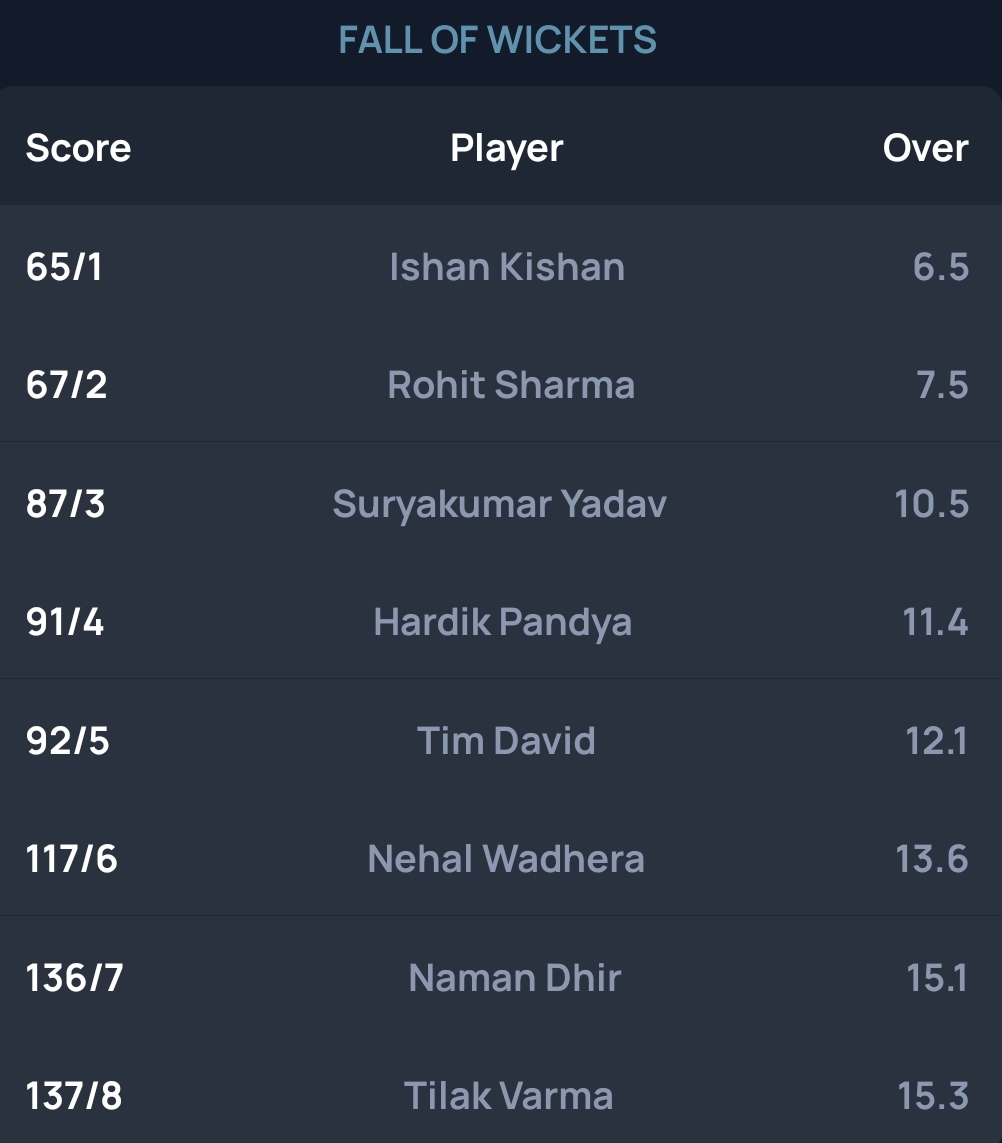 FALL OF WICKETS
Score Player Over
65/1 Ishan Kishan 6.5
67/2 Rohit Sharma 7.5
87/3 Suryakumar Yadav 10.5
91/4 Hardik Pandya 11.4
92/5 Tim David 12.1
117/6 Nehal Wadhera 13.6
136/7 Naman Dhir 15.1
137/8 Tilak Varma 15.3